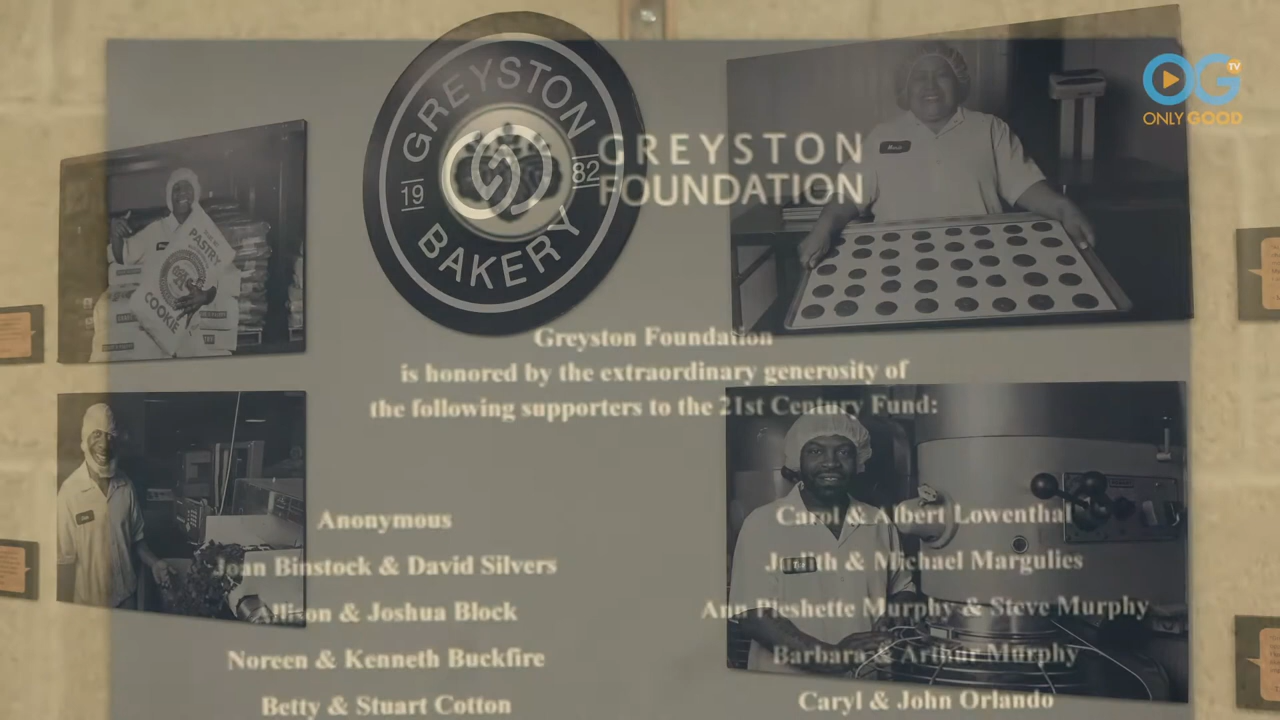 OG TV
ONLY GOOD
GREYSTON
19 82
BAKERY
GREYSTON
FOUNDATION
PASTRY
COOKIE
Greyston Foundation
is honored by the extraordinary generosity of
the following supporters to the 21st Century Fund:
Anonymous
Joan Binstock & David Silvers
& Joshua Block
Noreen & Kenneth Buckfire
Betty & Stuart Cotton
Carol & Albert Lowenthal
Judith & Michael Margulies
Ann Pleshette Murphy & Steve Murphy
Barbara & Arthur Murphy
Caryl & John Orlando